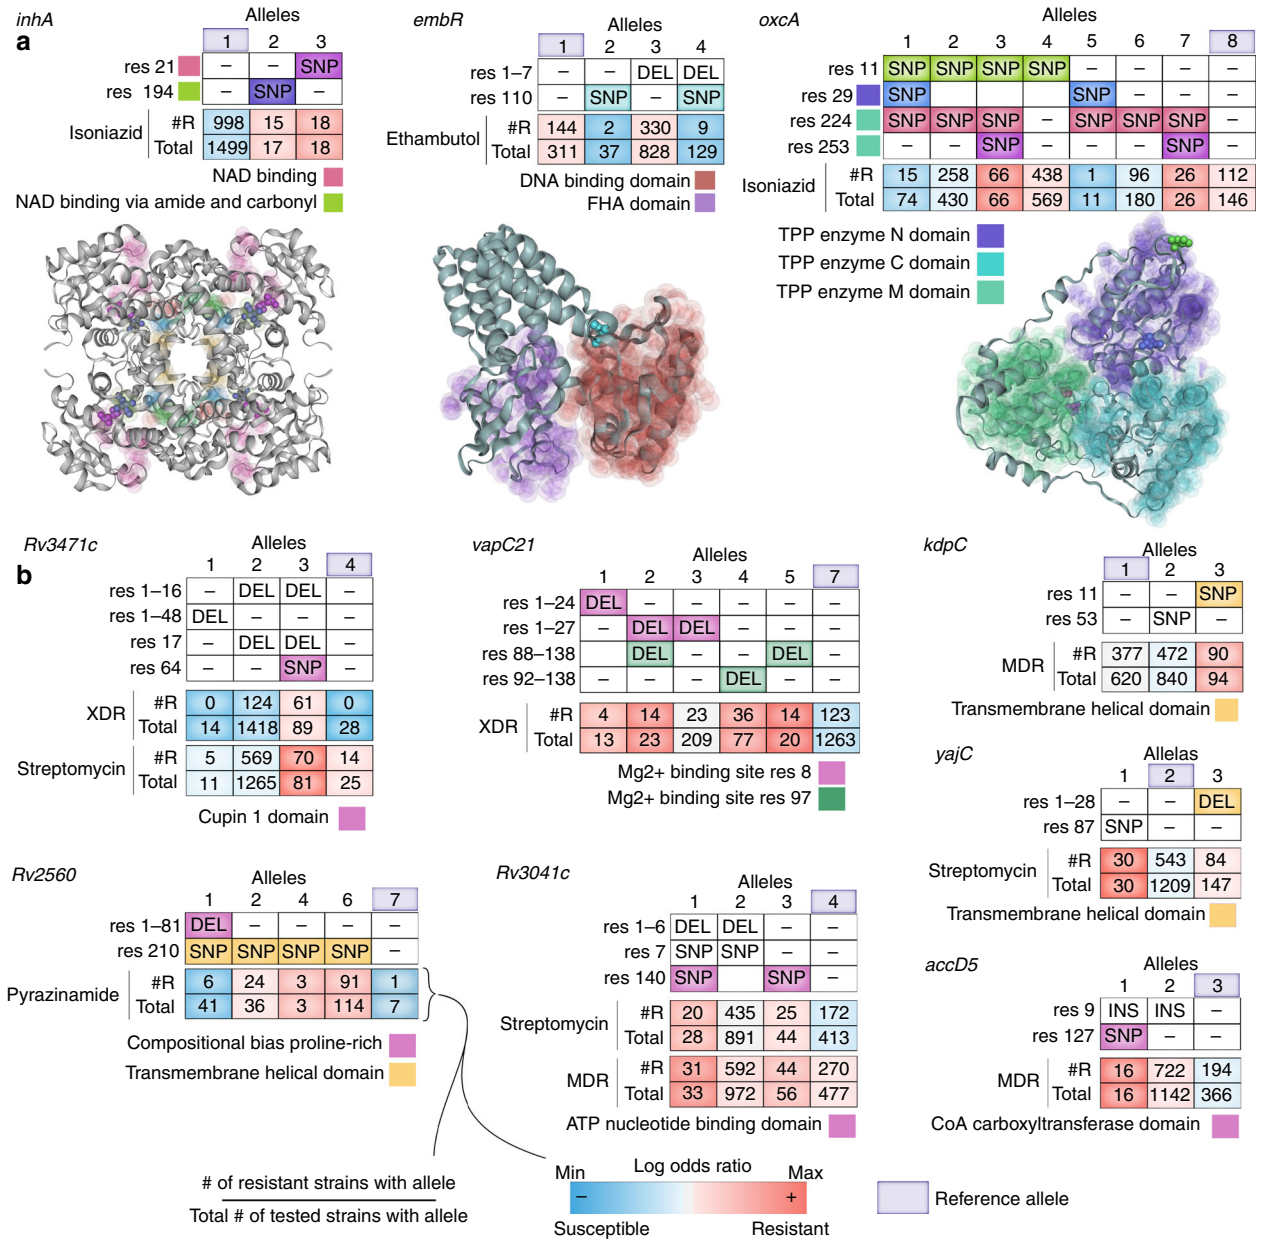 inhA
a
Alleles
1 2 3
res 21 – – SNP
res 194 – SNP –
Isoniazid
#R 998 15 18
Total 1499 17 18
NAD binding
NAD binding via amide and carbonyl
embR
Alleles
1 2 3 4
res 1–7 – – DEL DEL
res 110 – SNP – SNP
Ethambutol
#R 144 2 330 9
Total 311 37 828 129
DNA binding domain
FHA domain
oxcA
Alleles
1 2 3 4 5 6 7 8
res 11 SNP SNP SNP SNP – – – –
res 29 SNP SNP – – –
res 224 SNP SNP SNP – SNP SNP SNP –
res 253 – – SNP – – – SNP –
Isoniazid
#R 15 258 66 438 1 96 26 112
Total 74 430 66 569 11 180 26 146
TPP enzyme N domain
TPP enzyme C domain
TPP enzyme M domain
Rv3471c
b
Alleles
1 2 3 4
res 1–16 – DEL DEL –
res 1–48 DEL – – –
res 17 – DEL DEL –
res 64 – – SNP –
XDR
#R 0 124 61 0
Total 14 1418 89 28
Streptomycin
#R 5 569 70 14
Total 11 1265 81 25
Cupin 1 domain
vapC21
Alleles
1 2 3 4 5 7
res 1–24 DEL – – – – –
res 1–27 – DEL DEL – – –
res 88–138 – DEL – – DEL –
res 92–138 – – – DEL – –
XDR
#R 4 14 23 36 14 123
Total 13 23 209 77 20 1263
Mg2+ binding site res 8
Mg2+ binding site res 97
kdpC
Alleles
1 2 3
res 11 – – SNP
res 53 – SNP –
MDR
#R 377 472 90
Total 620 840 94
Transmembrane helical domain
yajC
Allelas
1 2 3
res 1–28 – – DEL
res 87 SNP – –
Streptomycin
#R 30 543 84
Total 30 1209 147
Transmembrane helical domain
Rv2560
Alleles
1 2 4 6 7
res 1–81 DEL – – – –
res 210 SNP SNP SNP SNP –
Pyrazinamide
#R 6 24 3 91 1
Total 41 36 3 114 7
Compositional bias proline-rich
Transmembrane helical domain
Rv3041c
Alleles
1 2 3 4
res 1–6 DEL DEL – –
res 7 SNP SNP – –
res 140 SNP SNP –
Streptomycin
#R 20 435 25 172
Total 28 891 44 413
MDR
#R 31 592 44 270
Total 33 972 56 477
ATP nucleotide binding domain
accD5
Alleles
1 2 3
res 9 INS INS –
res 127 SNP – –
MDR
#R 16 722 194
Total 16 1142 366
CoA carboxyltransferase domain
# of resistant strains with allele
Total # of tested strains with allele
Log odds ratio
Min Max
– +
Susceptible Resistant
Reference allele